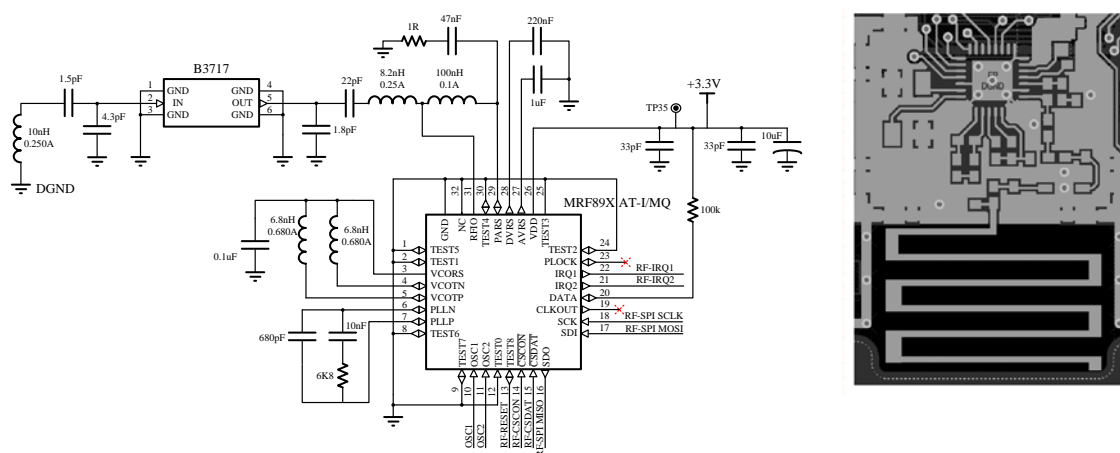 1R
47nF
220nF
B3717
1.5pF
22pF
8.2nH
0.25A
100nH
0.1A
1uF
+3.3V
TP35
1 GND GND 4
2 IN OUT 5
3 GND GND 6
4.3pF
1.8pF
10nH
0.250A
33pF
33pF
10uF
DGND
DGND
100k
MRF89XAT-I/MQ
32 31 30 29 28 27 26 25
GND NC RFIO TEST4 PARS DVRS AVRS VDD TEST3
6.8nH
0.680A
6.8nH
0.680A
0.1uF
1 TEST5
2 TEST1
3 VCORS
4 VCOTN
5 VCOTP
6 PLLN
7 PLLP
8 TEST6
TEST2 24
PLOCK 23
IRQ1 22 RF-IRQ1
IRQ2 21 RF-IRQ2
DATA 20
CLKOUT 19
SCK 18 RF-SPI SCLK
SDI 17 RF-SPI MOSI
680pF
10nF
6K8
TEST7 OSC1 OSC2 TEST0 TEST8 CSCON CSDAT SDO
9 10 11 12 13 14 15 16
OSC1
OSC2
RF-RESET
RF-CSCON
RF-CSDAT
RF-SPI MISO